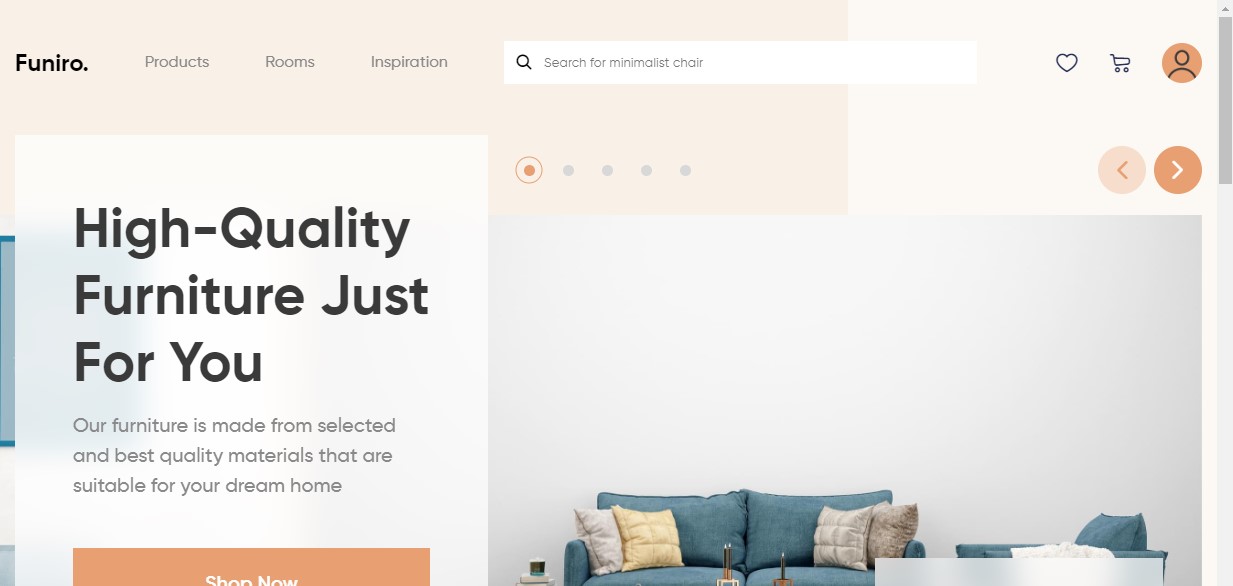 Funiro.
Products
Rooms
Inspiration
Search for minimalist chair
High-Quality
Furniture Just
For You
Our furniture is made from selected
and best quality materials that are
suitable for your dream home
Shop Now